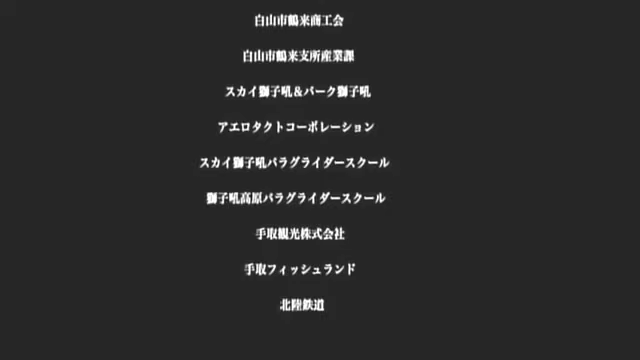 白山市鶴来商工会
白山市鶴来支所産業課
スカイ獅子吼＆パーク獅子吼
アエロタクトコーポレーション
スカイ獅子吼パラグライダースクール
獅子吼高原パラグライダースクール
手取観光株式会社
手取フィッシュランド
北陸鉄道